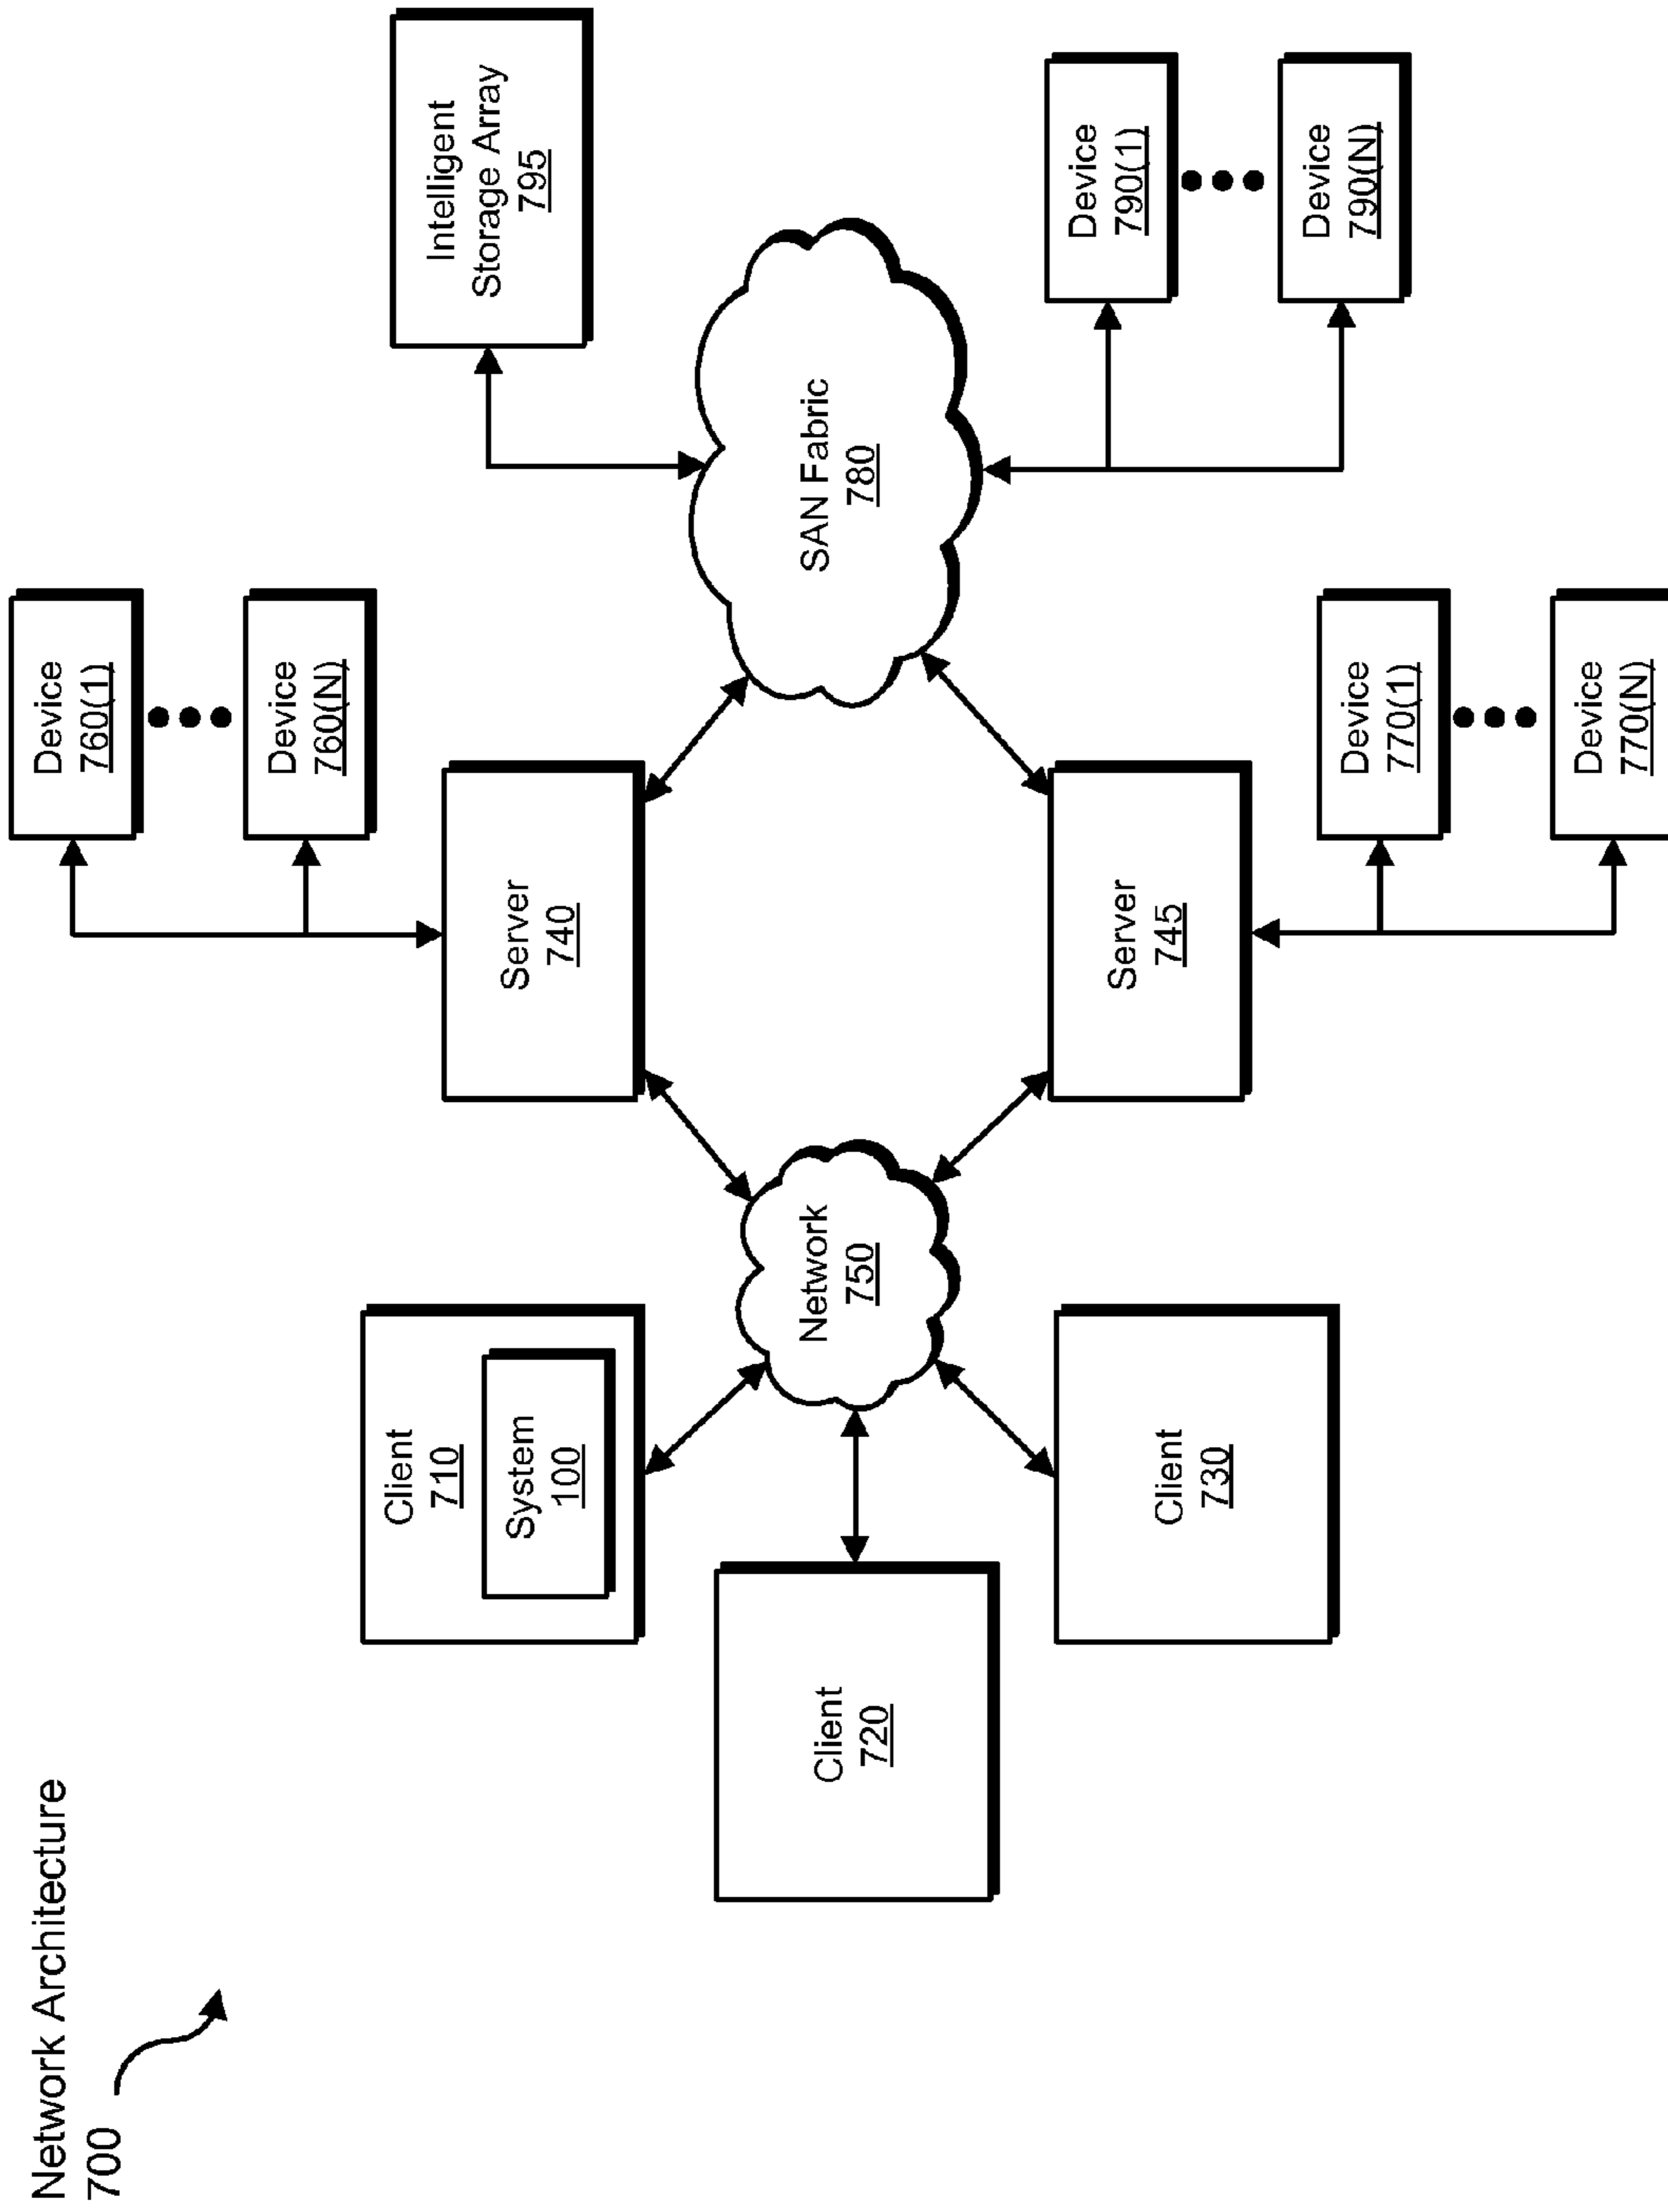 Network Architecture
700
Device
760(1)
Device
760(N)
Intelligent
Storage Array
795
Client
710
System
100
Server
740
Client
720
Network
750
SAN Fabric
780
Client
730
Server
745
Device
790(1)
Device
790(N)
Device
770(1)
Device
770(N)